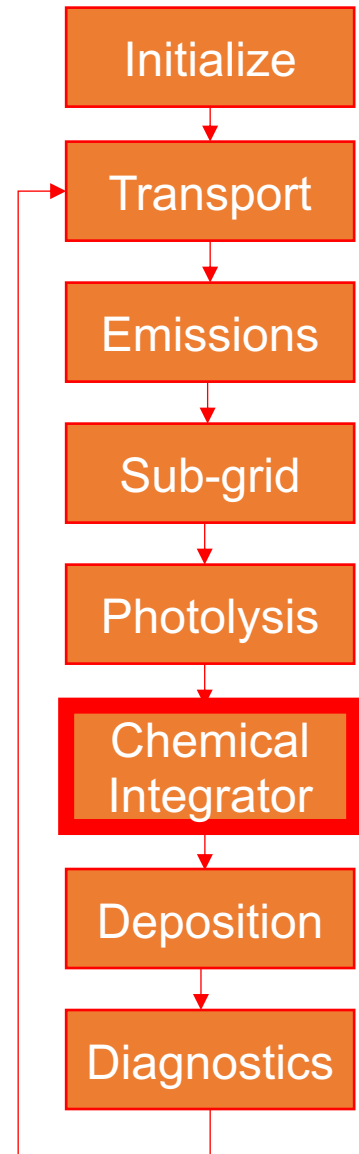 Initialize
Transport
Emissions
Sub-grid
Photolysis
Chemical
Integrator
Deposition
Diagnostics